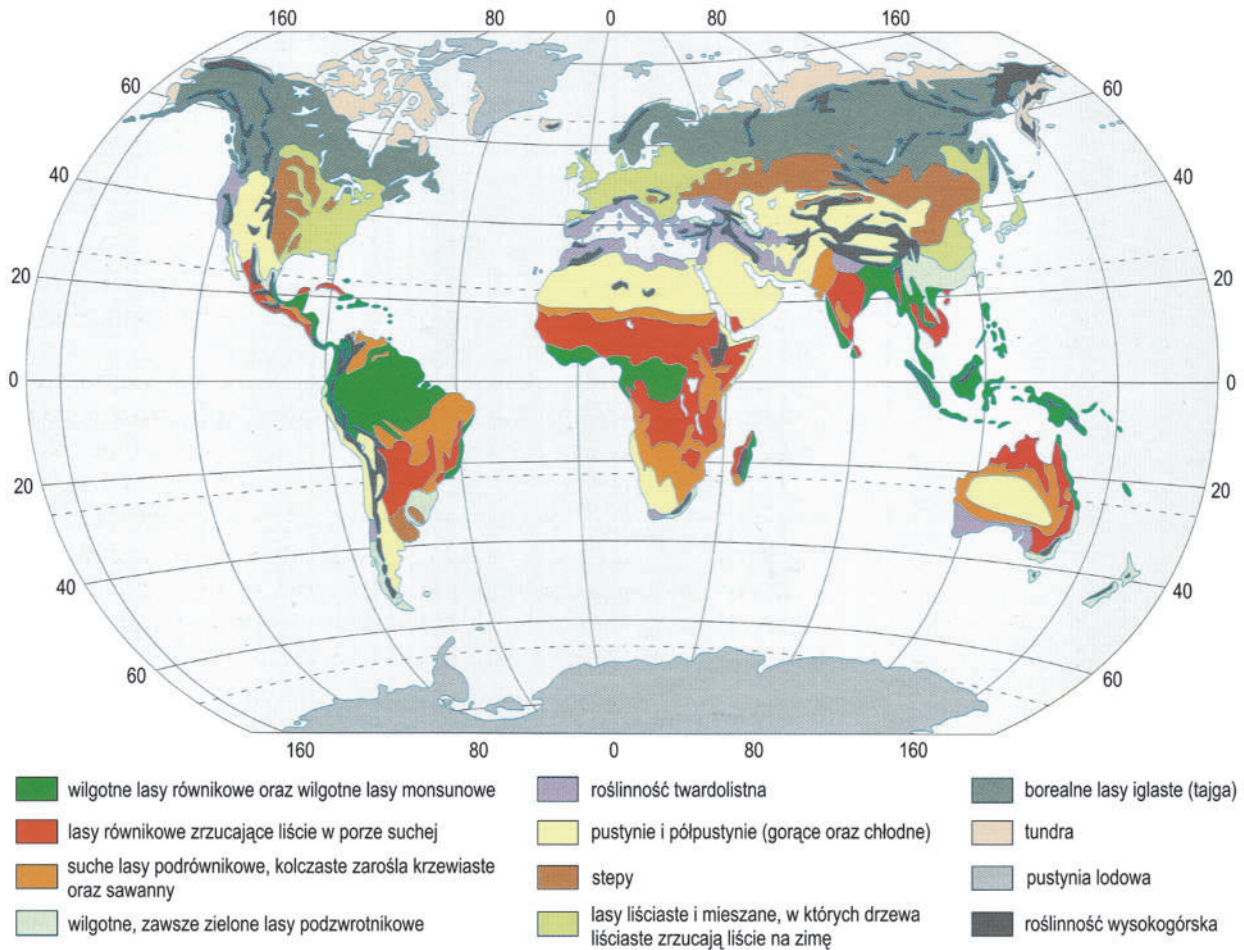 160 80 0 80 160
60 60
40 40
20 20
0 0
20 20
40 40
60 60
160 80 0 80 160
wilgotne lasy równikowe oraz wilgotne lasy monsunowe
lasy równikowe zrzucające liście w porze suchej
suche lasy podrównikowe, kolczaste zarośla krzewiaste
oraz sawanny
wilgotne, zawsze zielone lasy podzwrotnikowe
roślinność twardolistna
pustynie i półpustynie (gorące oraz chłodne)
stepy
lasy liściaste i mieszane, w których drzewa
liściaste zrzucają liście na zimę
borealne lasy iglaste (tajga)
tundra
pustynia lodowa
roślinność wysokogórska